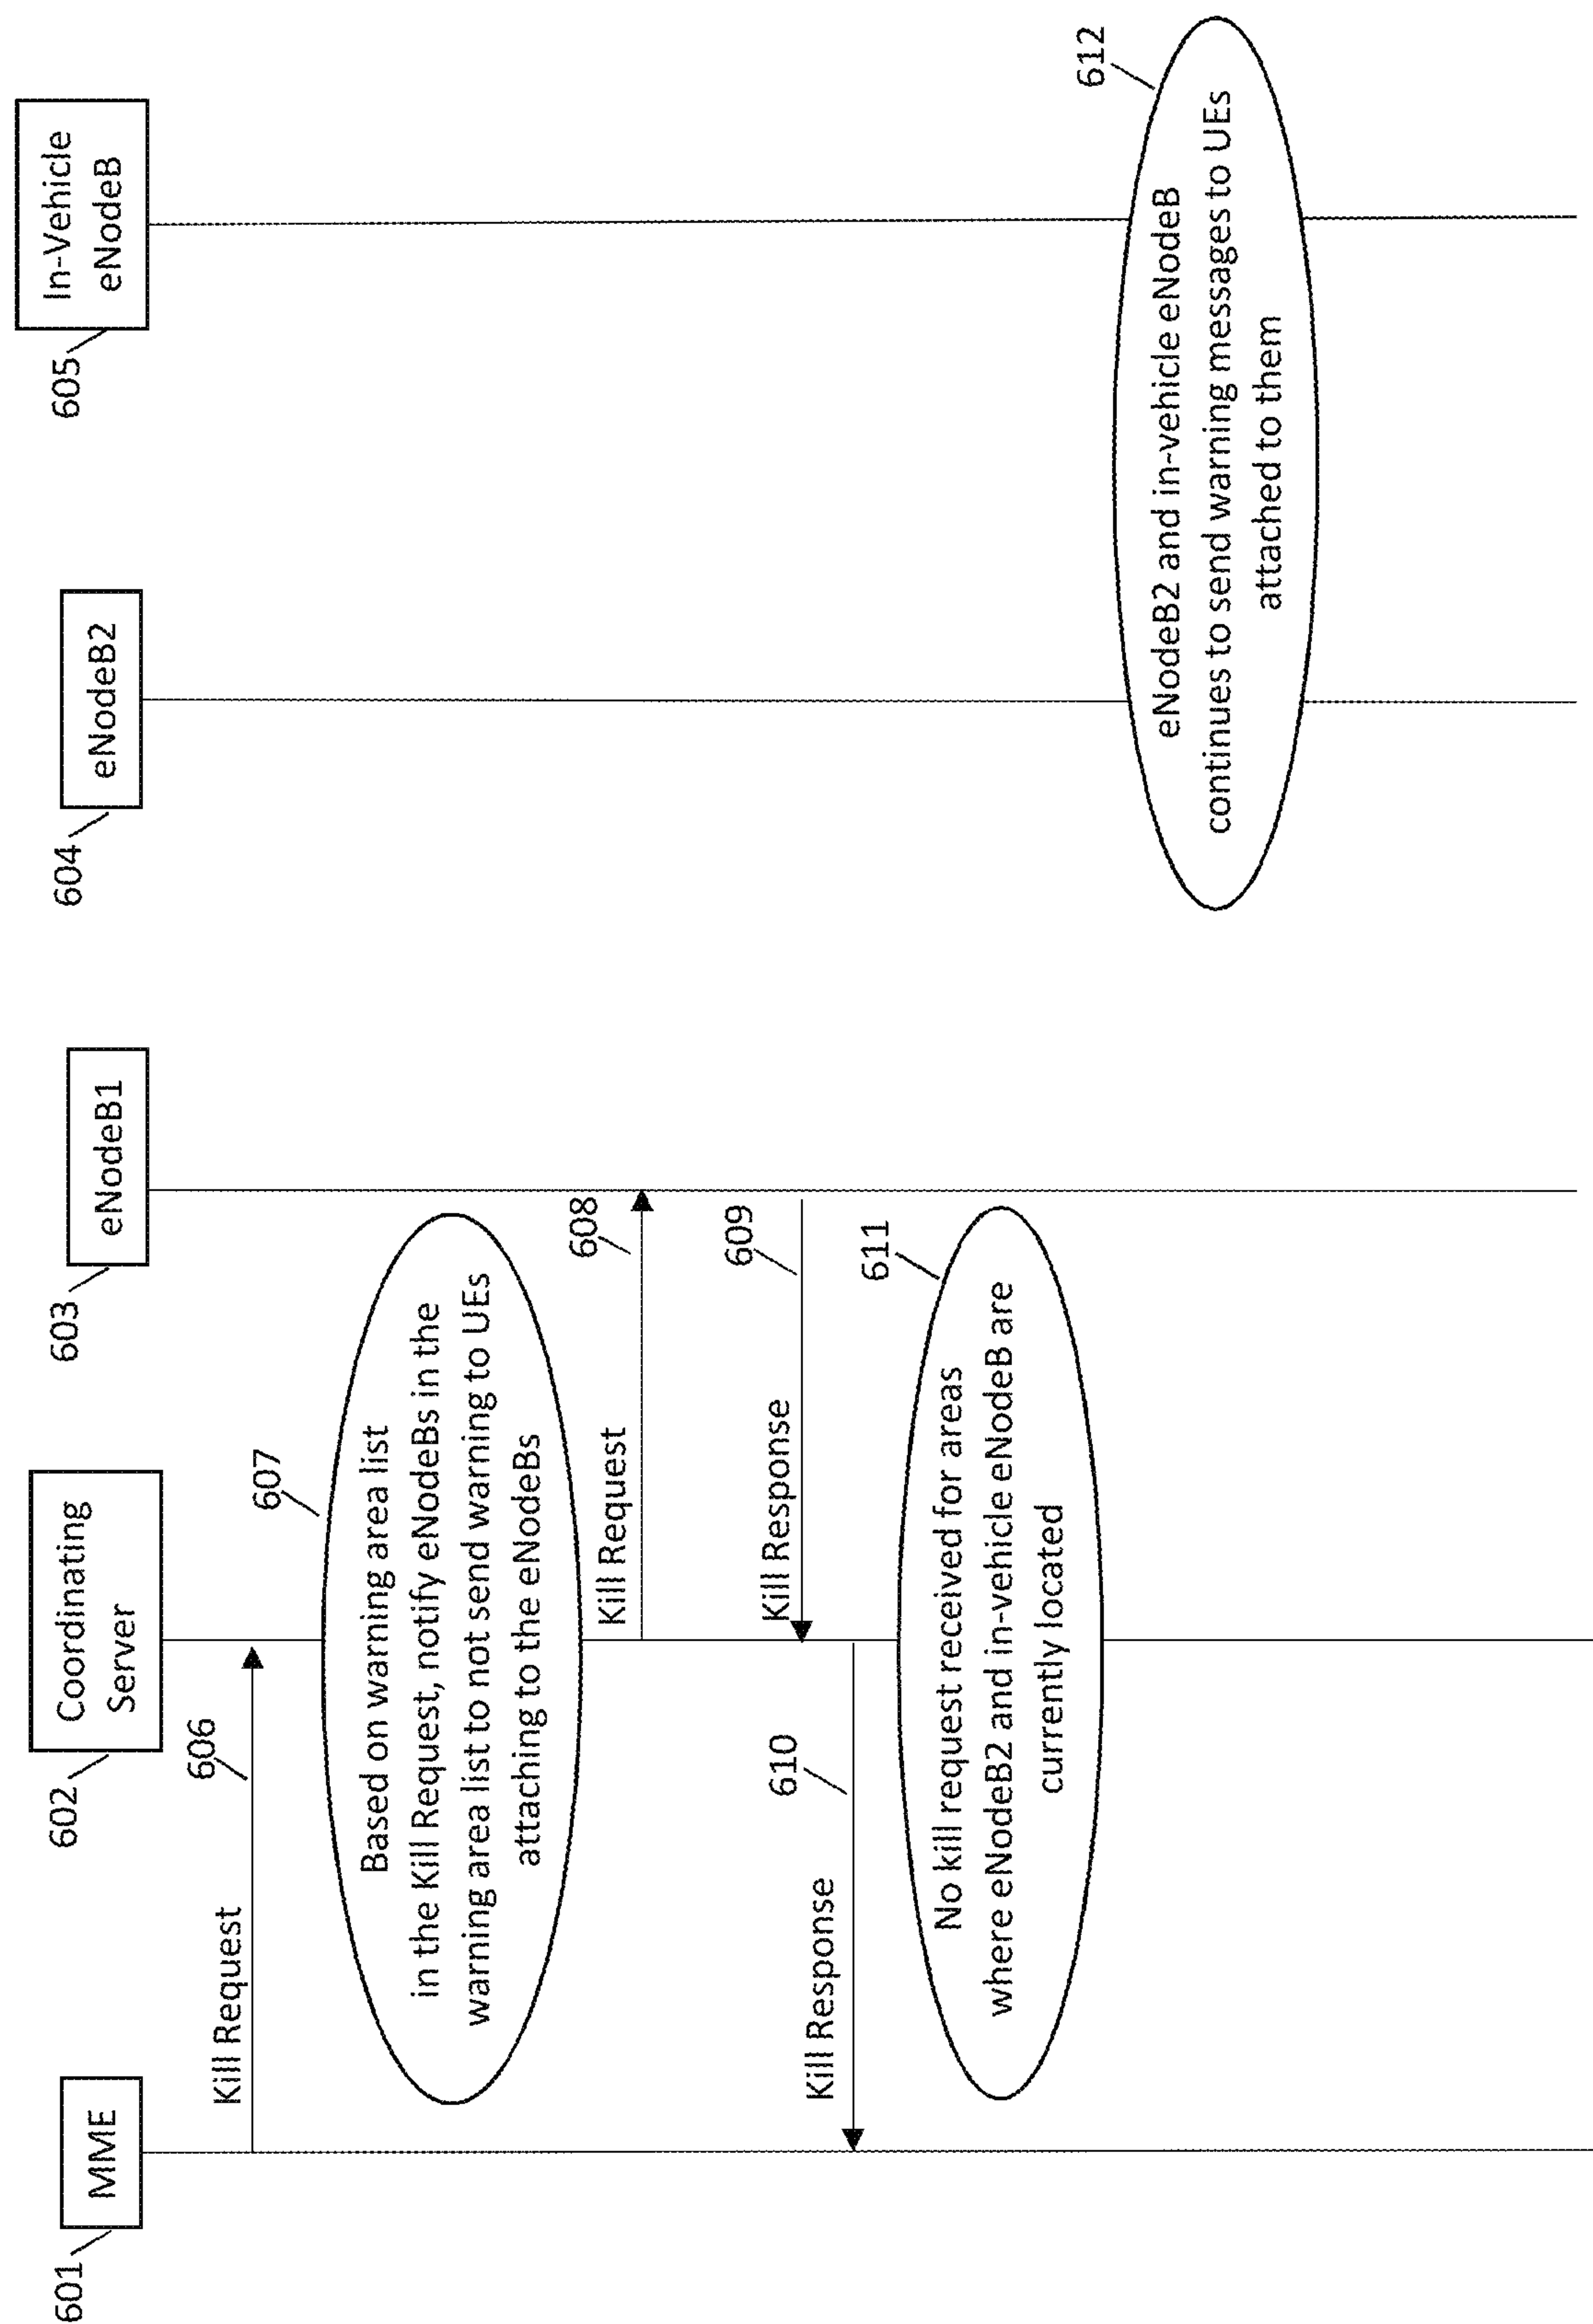 601
MME
602
Coordinating
Server
603
eNodeB1
604
eNodeB2
605
In-Vehicle
eNodeB
Kill Request
606
607
Based on warning area list
in the Kill Request, notify eNodeBs in the
warning area list to not send warning to UEs
attaching to the eNodeBs
Kill Request
608
Kill Response
609
Kill Response
610
611
No kill request received for areas
where eNodeB2 and in-vehicle eNodeB are
currently located
612
eNodeB2 and in-vehicle eNodeB
continues to send warning messages to UEs
attached to them